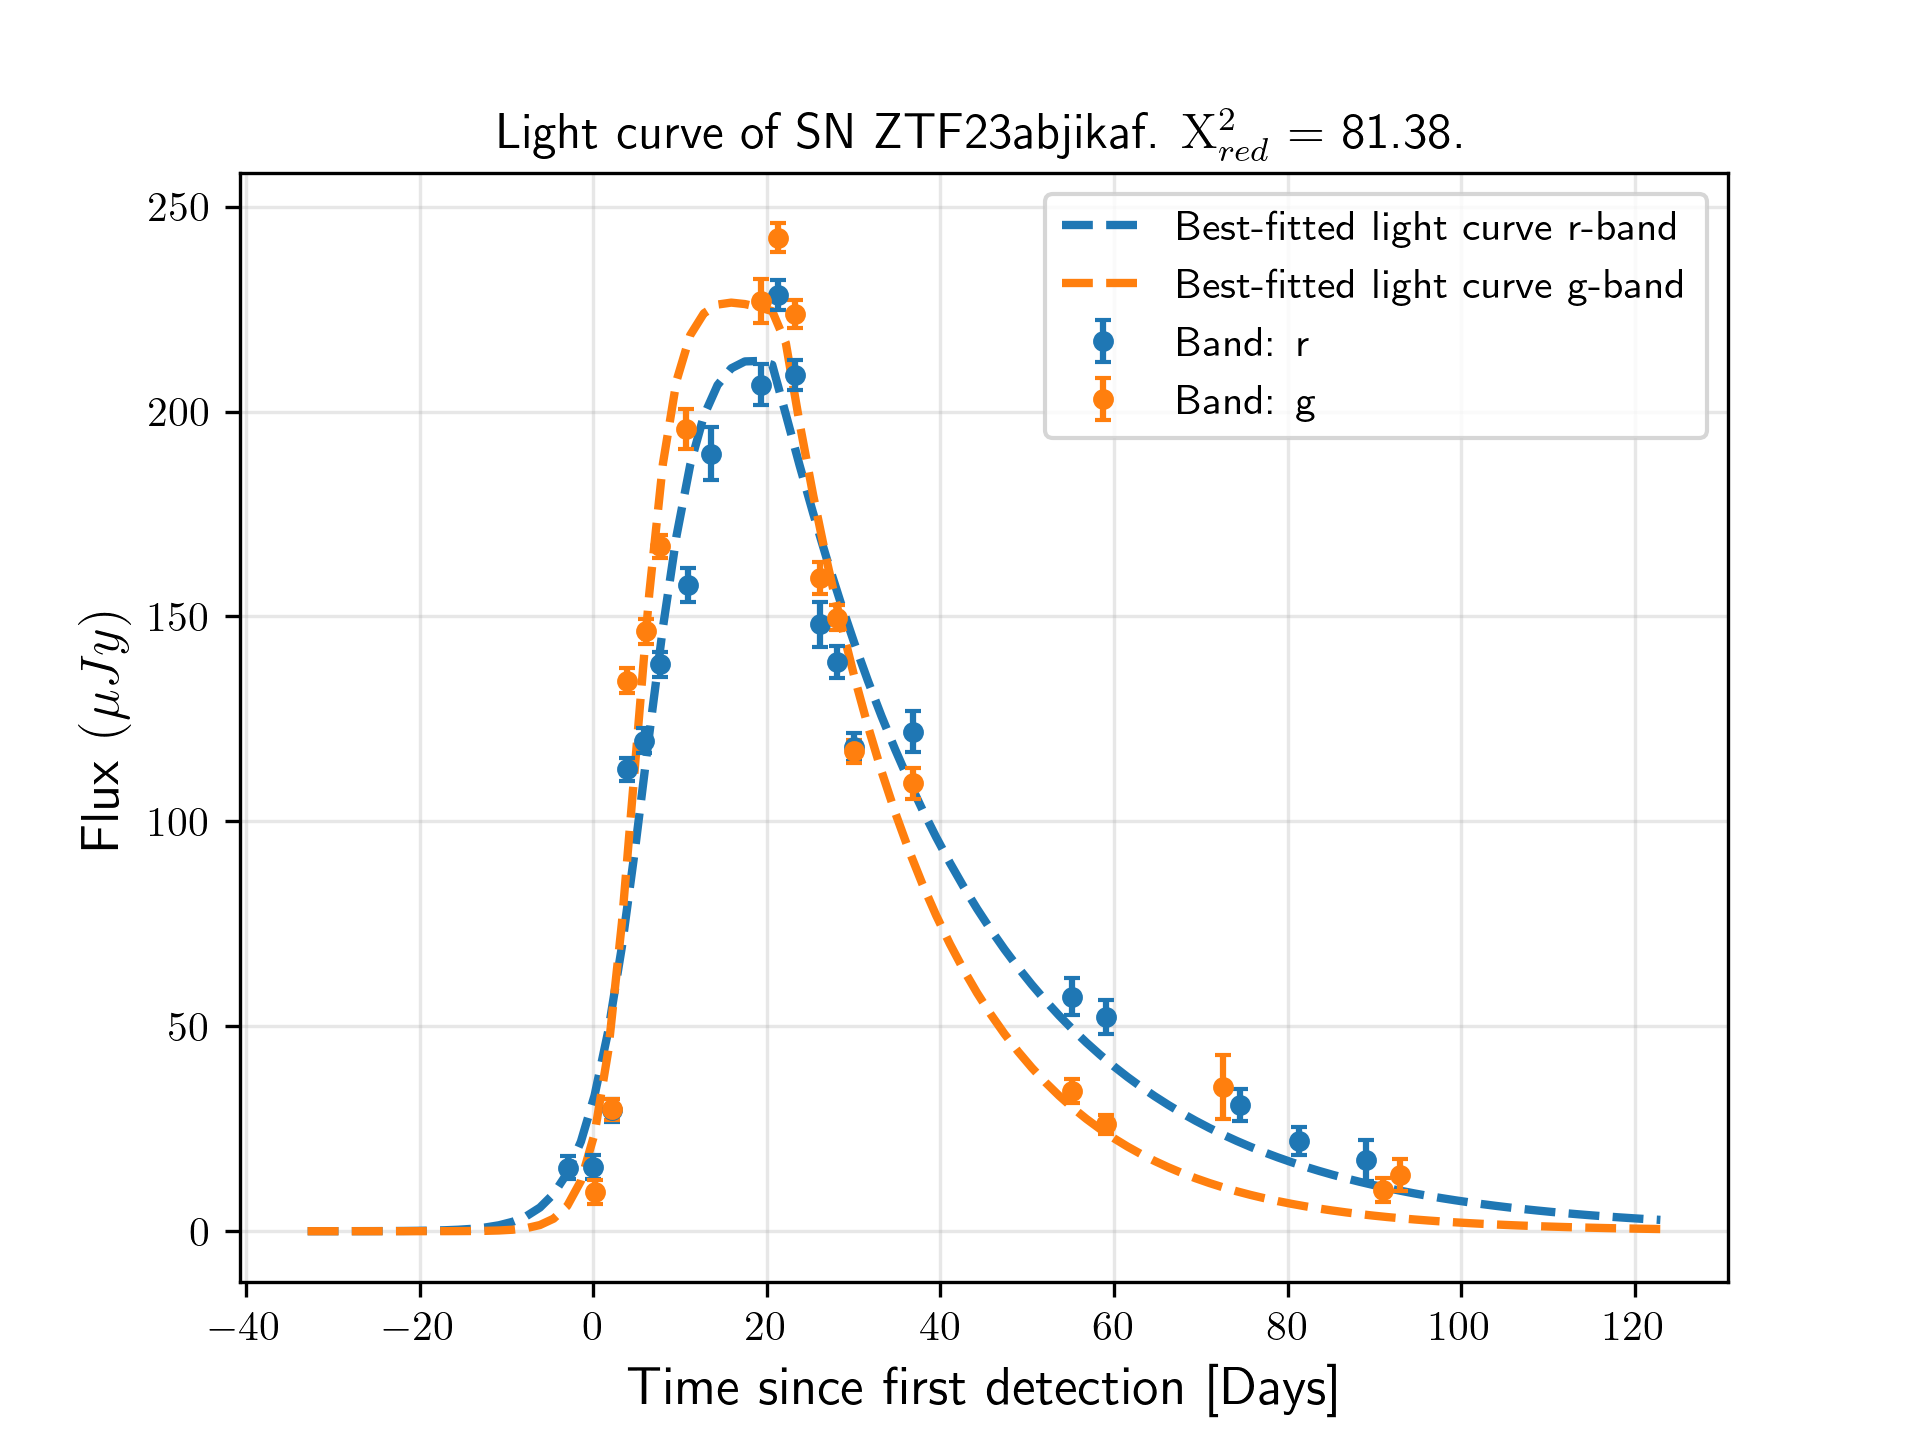 Light curve of SN ZTF23abjikaf. X²_red = 81.38.
Best-fitted light curve r-band
Best-fitted light curve g-band
Band: r
Band: g
Flux (μJy)
250
200
150
100
50
0
−40 −20 0 20 40 60 80 100 120
Time since first detection [Days]